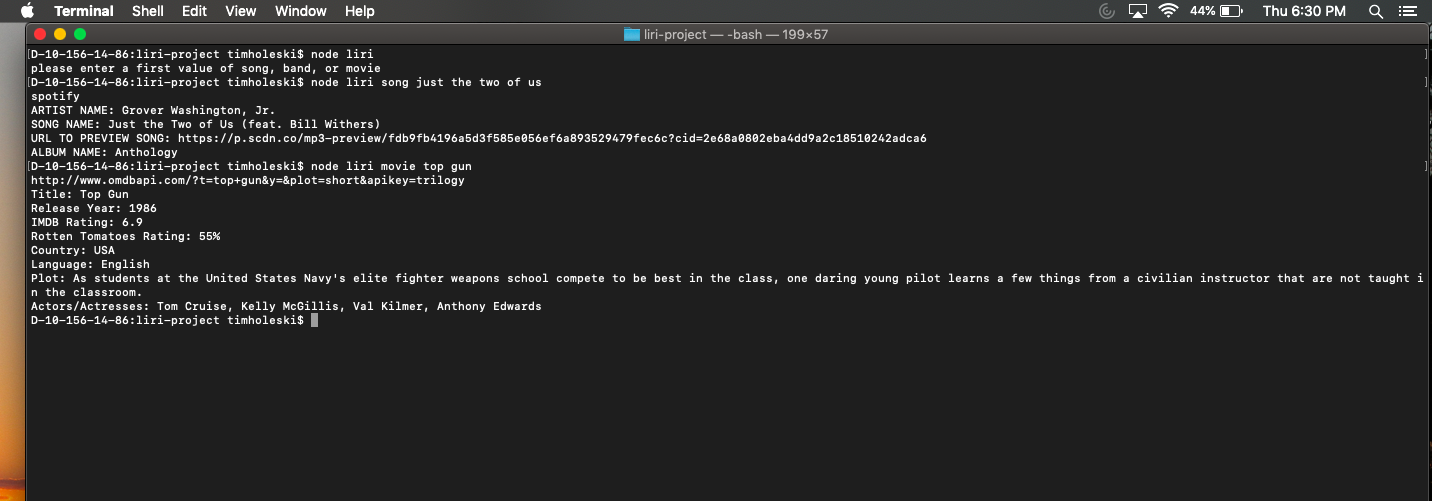 Terminal Shell Edit View Window Help 44% Thu 6:30 PM
liri-project — -bash — 199×57
[D-10-156-14-86:liri-project timholeski$ node liri ]
please enter a first value of song, band, or movie
[D-10-156-14-86:liri-project timholeski$ node liri song just the two of us
spotify
ARTIST NAME: Grover Washington, Jr.
SONG NAME: Just the Two of Us (feat. Bill Withers)
URL TO PREVIEW SONG: https://p.scdn.co/mp3-preview/fdb9fb4196a5d3f585e056ef6a893529479fec6c?cid=2e68a0802eba4dd9a2c18510242adca6
ALBUM NAME: Anthology
[D-10-156-14-86:liri-project timholeski$ node liri movie top gun ]
http://www.omdbapi.com/?t=top+gun&y=&plot=short&apikey=trilogy
Title: Top Gun
Release Year: 1986
IMDB Rating: 6.9
Rotten Tomatoes Rating: 55%
Country: USA
Language: English
Plot: As students at the United States Navy's elite fighter weapons school compete to be best in the class, one daring young pilot learns a few things from a civilian instructor that are not taught i
n the classroom.
Actors/Actresses: Tom Cruise, Kelly McGillis, Val Kilmer, Anthony Edwards
D-10-156-14-86:liri-project timholeski$